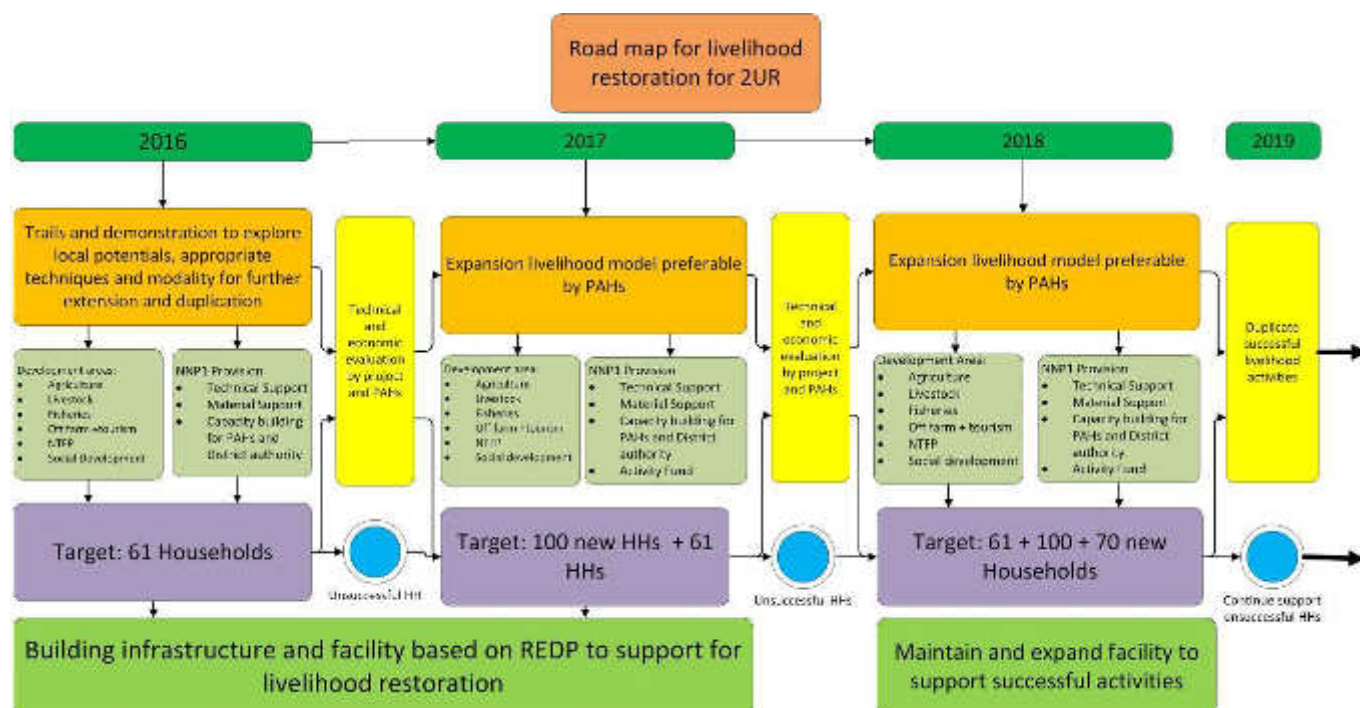 Road map for livelihood
restoration for 2UR
2016
2017
2018
2019
Trails and demonstration to explore
local potentials, appropriate
techniques and modality for further
extension and duplication
Technical
and
economic
evaluation
by project
and PAHs
Expansion livelihood model preferable
by PAHs
Technical
and
economic
evaluation
by project
and PAHs
Expansion livelihood model preferable
by PAHs
Duplicate
successful
livelihood
activities
Development areas:
• Agriculture
• Livestock
• Fisheries
• Off farm +tourism
• NTFP
• Social Development
NNP1 Provision
• Technical Support
• Material Support
• Capacity building
for PAHs and
District authority
Development area:
• Agriculture
• Livestock
• Fisheries
• Off farm +tourism
• NTFP
• Social development
NNP1 Provision
• Technical Support
• Material Support
• Capacity building for
PAHs and District
authority
• Activity Fund
Development Area:
• Agriculture
• Livestock
• Fisheries
• Off farm + tourism
• NTFP
• Social development
NNP1 Provision
• Technical Support
• Material Support
• Capacity building for
PAHs and District
authority
• Activity Fund
Target: 61 Households
Unsuccessful HH
Target: 100 new HHs + 61
HHs
Unsuccessful HHs
Target: 61 + 100 + 70 new
Households
Continue support
unsuccessful HHs
Building infrastructure and facility based on REDP to support for
livelihood restoration
Maintain and expand facility to
support successful activities